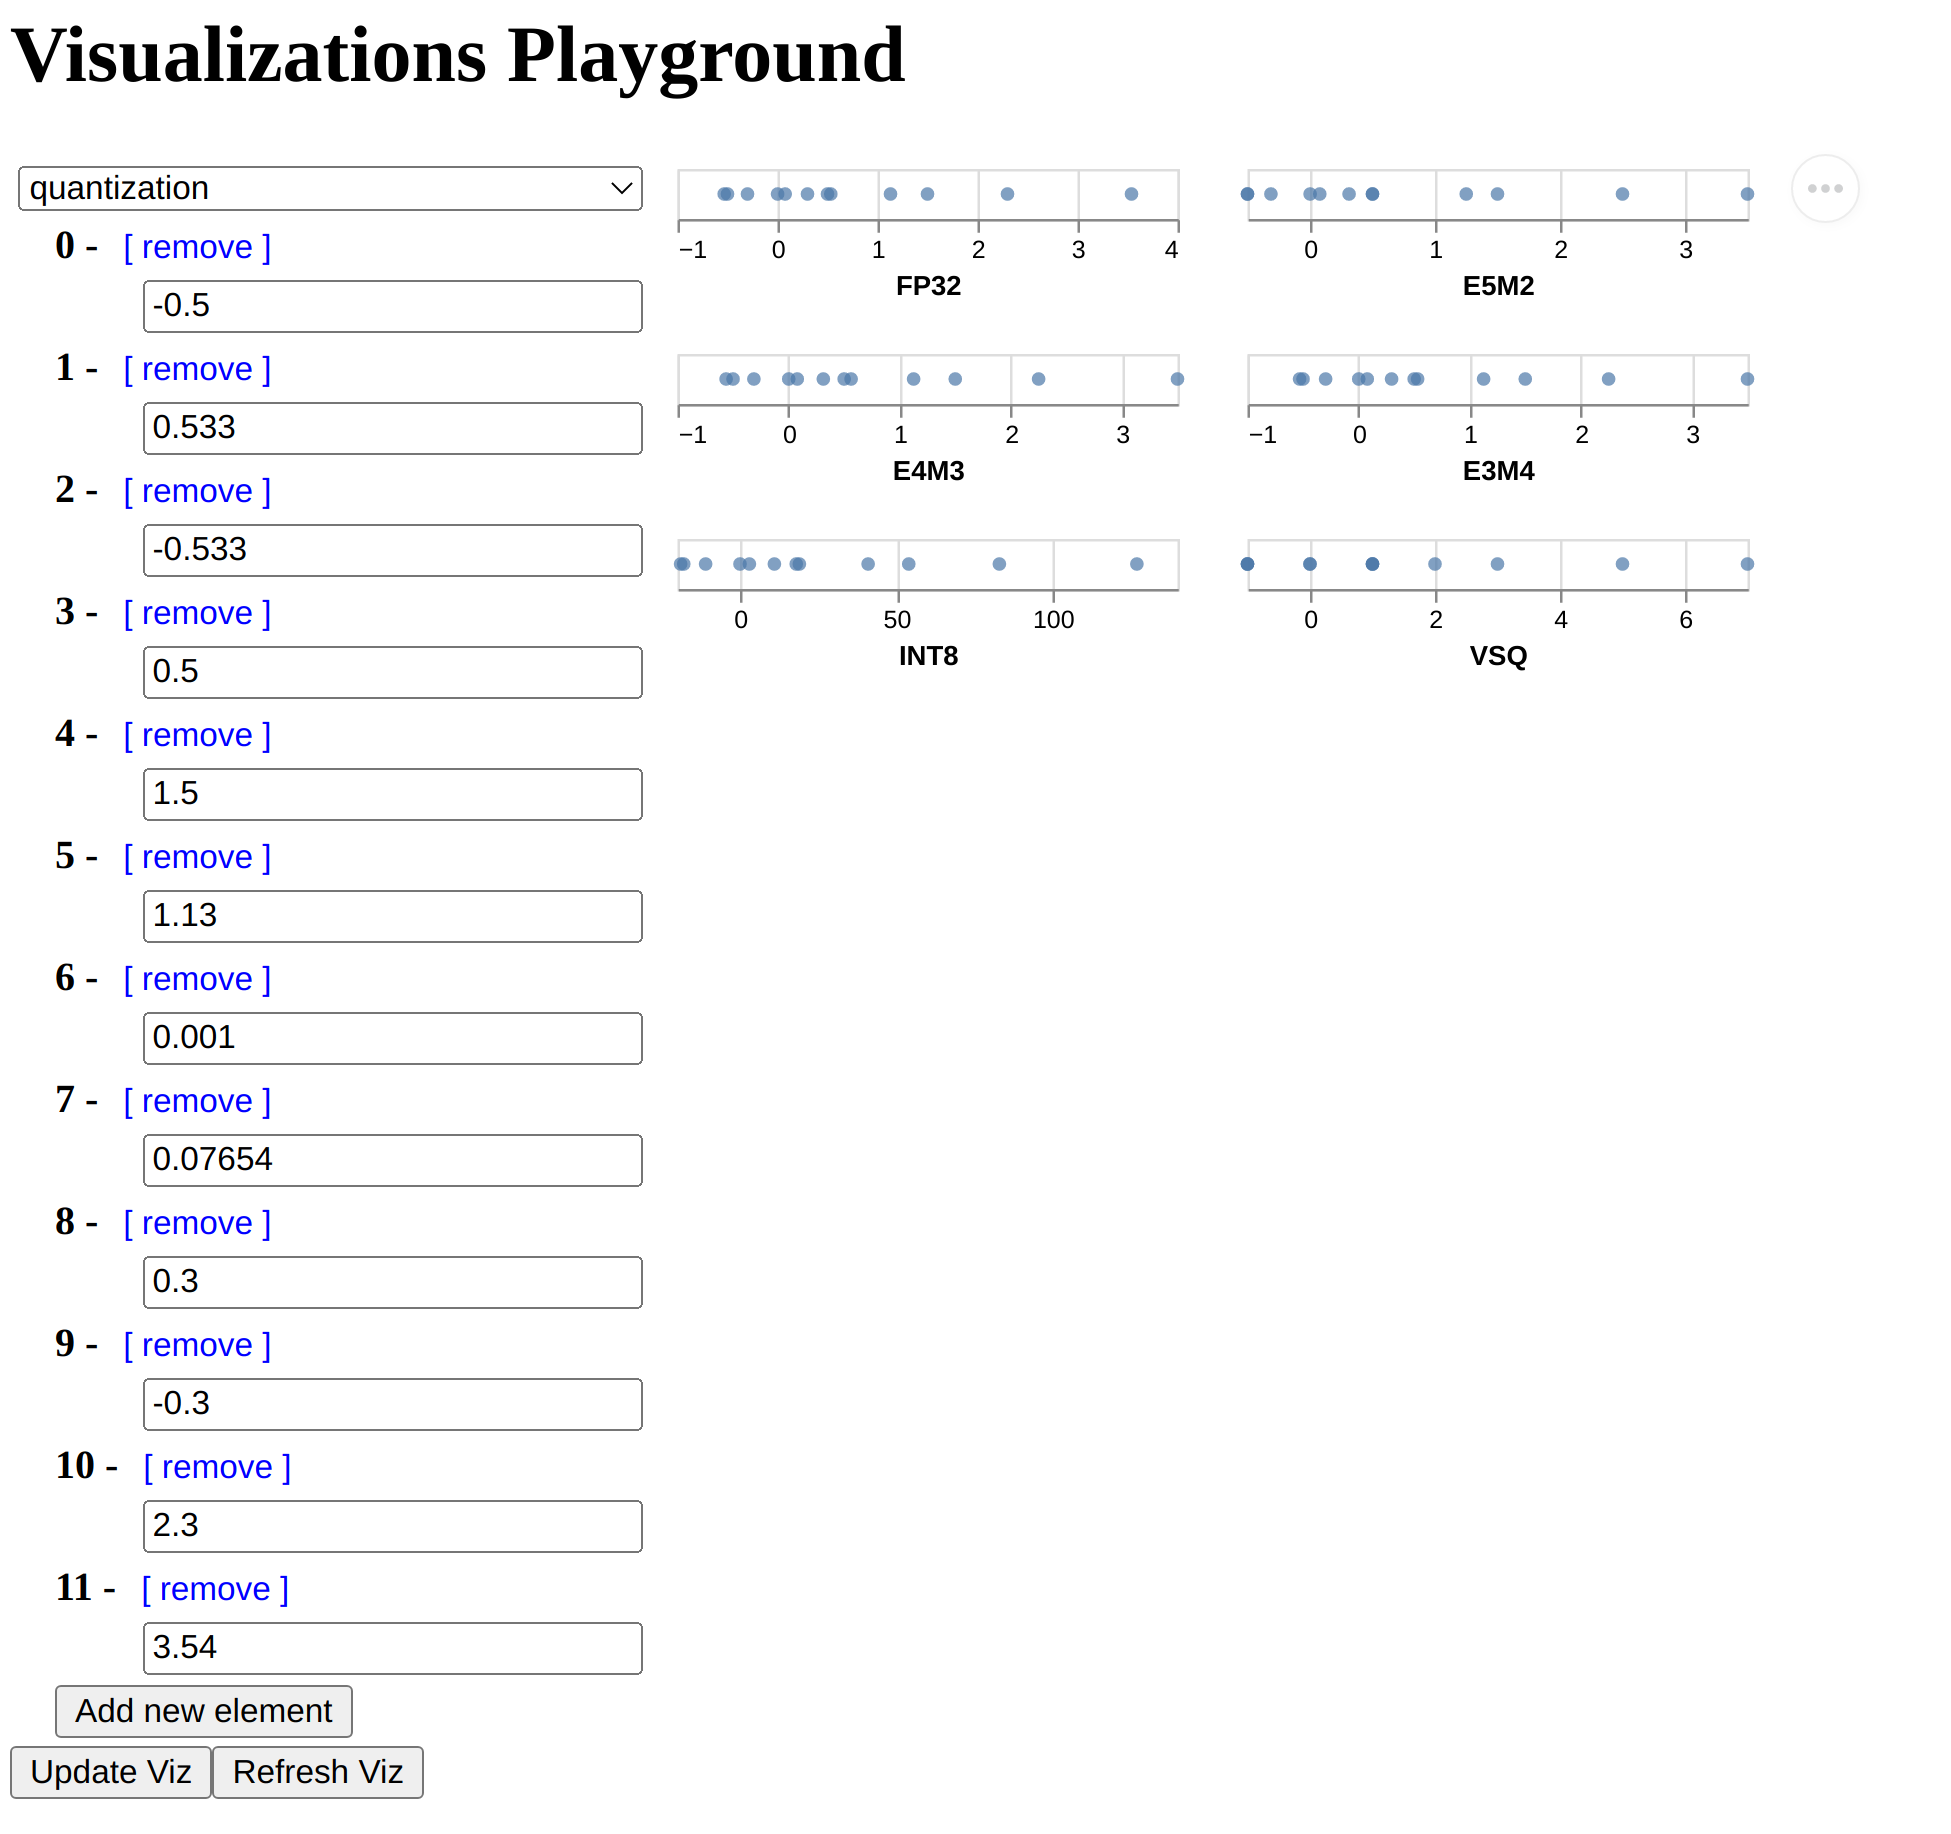 Visualizations Playground
quantization
0 - [ remove ]
-0.5
1 - [ remove ]
0.533
2 - [ remove ]
-0.533
3 - [ remove ]
0.5
4 - [ remove ]
1.5
5 - [ remove ]
1.13
6 - [ remove ]
0.001
7 - [ remove ]
0.07654
8 - [ remove ]
0.3
9 - [ remove ]
-0.3
10 - [ remove ]
2.3
11 - [ remove ]
3.54
Add new element
Update Viz Refresh Viz
−1 0 1 2 3 4
FP32
0 1 2 3
E5M2
−1 0 1 2 3
E4M3
−1 0 1 2 3
E3M4
0 50 100
INT8
0 2 4 6
VSQ